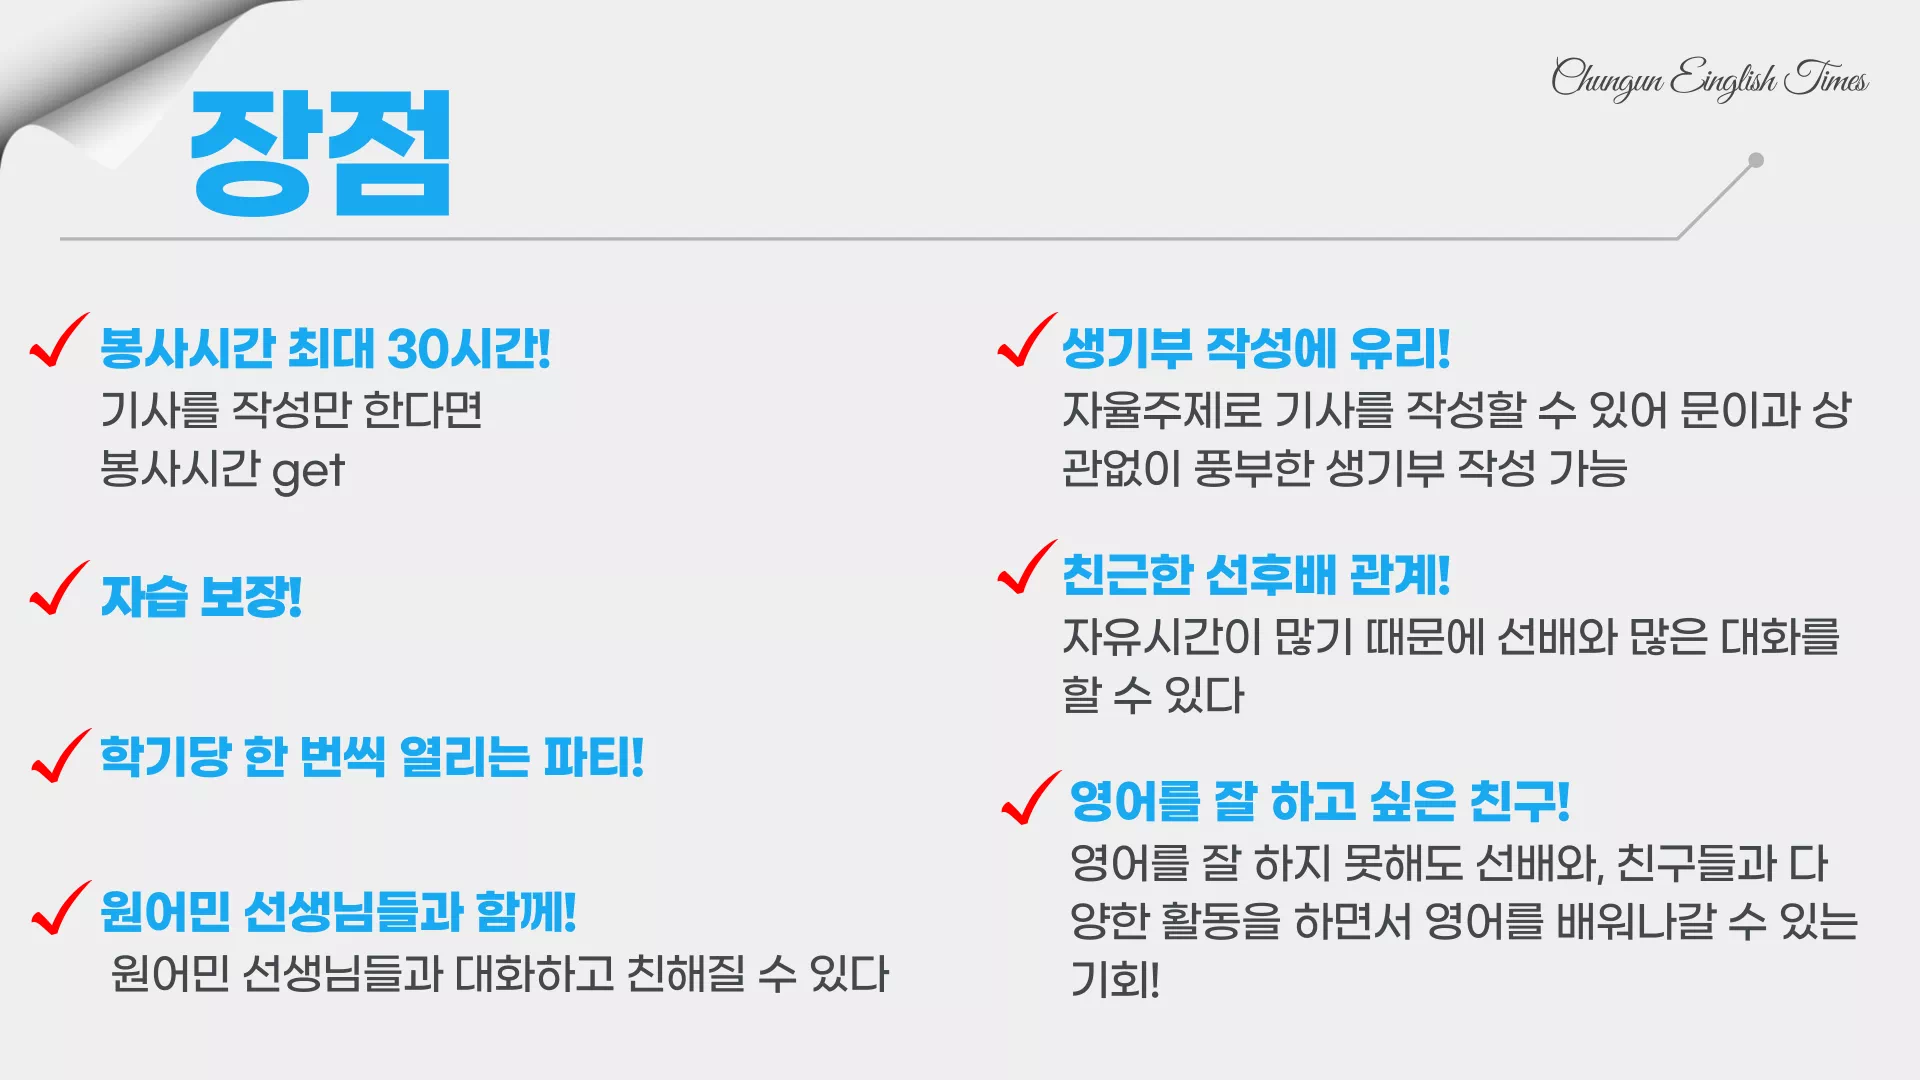 Chungun Einglish Times
장점
봉사시간 최대 30시간!
기사를 작성만 한다면
봉사시간 get
자습 보장!
학기당 한 번씩 열리는 파티!
원어민 선생님들과 함께!
원어민 선생님들과 대화하고 친해질 수 있다
생기부 작성에 유리!
자율주제로 기사를 작성할 수 있어 문이과 상
관없이 풍부한 생기부 작성 가능
친근한 선후배 관계!
자유시간이 많기 때문에 선배와 많은 대화를
할 수 있다
영어를 잘 하고 싶은 친구!
영어를 잘 하지 못해도 선배와, 친구들과 다
양한 활동을 하면서 영어를 배워나갈 수 있는
기회!